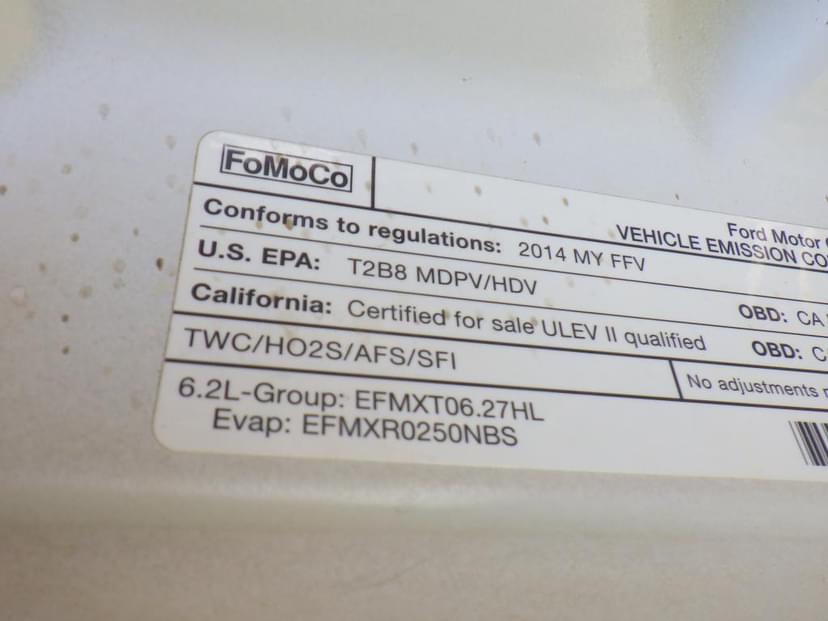 FoMoCo
Ford Motor
VEHICLE EMISSION
Conforms to regulations: 2014 MY FFV
U.S. EPA: T2B8 MDPV/HDV
OBD: CA
California: Certified for sale ULEV II qualified
OBD: C
TWC/HO2S/AFS/SFI
No adjustments
6.2L-Group: EFMXT06.27HL
Evap: EFMXR0250NBS